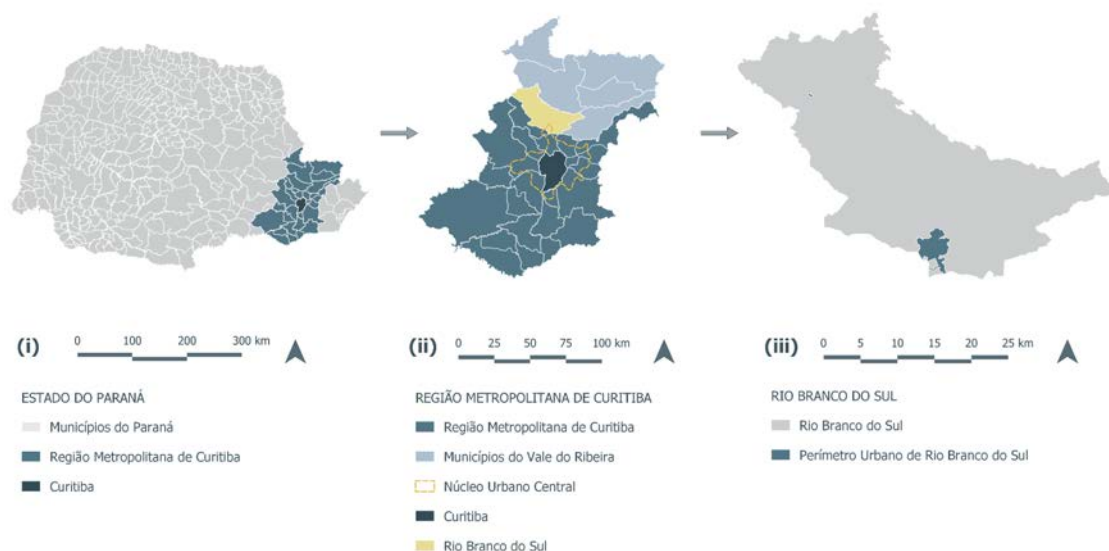 (i)
0 100 200 300 km
ESTADO DO PARANÁ
Municípios do Paraná
Região Metropolitana de Curitiba
Curitiba
(ii)
0 25 50 75 100 km
REGIÃO METROPOLITANA DE CURITIBA
Região Metropolitana de Curitiba
Municípios do Vale do Ribeira
Núcleo Urbano Central
Curitiba
Rio Branco do Sul
(iii)
0 5 10 15 20 25 km
RIO BRANCO DO SUL
Rio Branco do Sul
Perímetro Urbano de Rio Branco do Sul